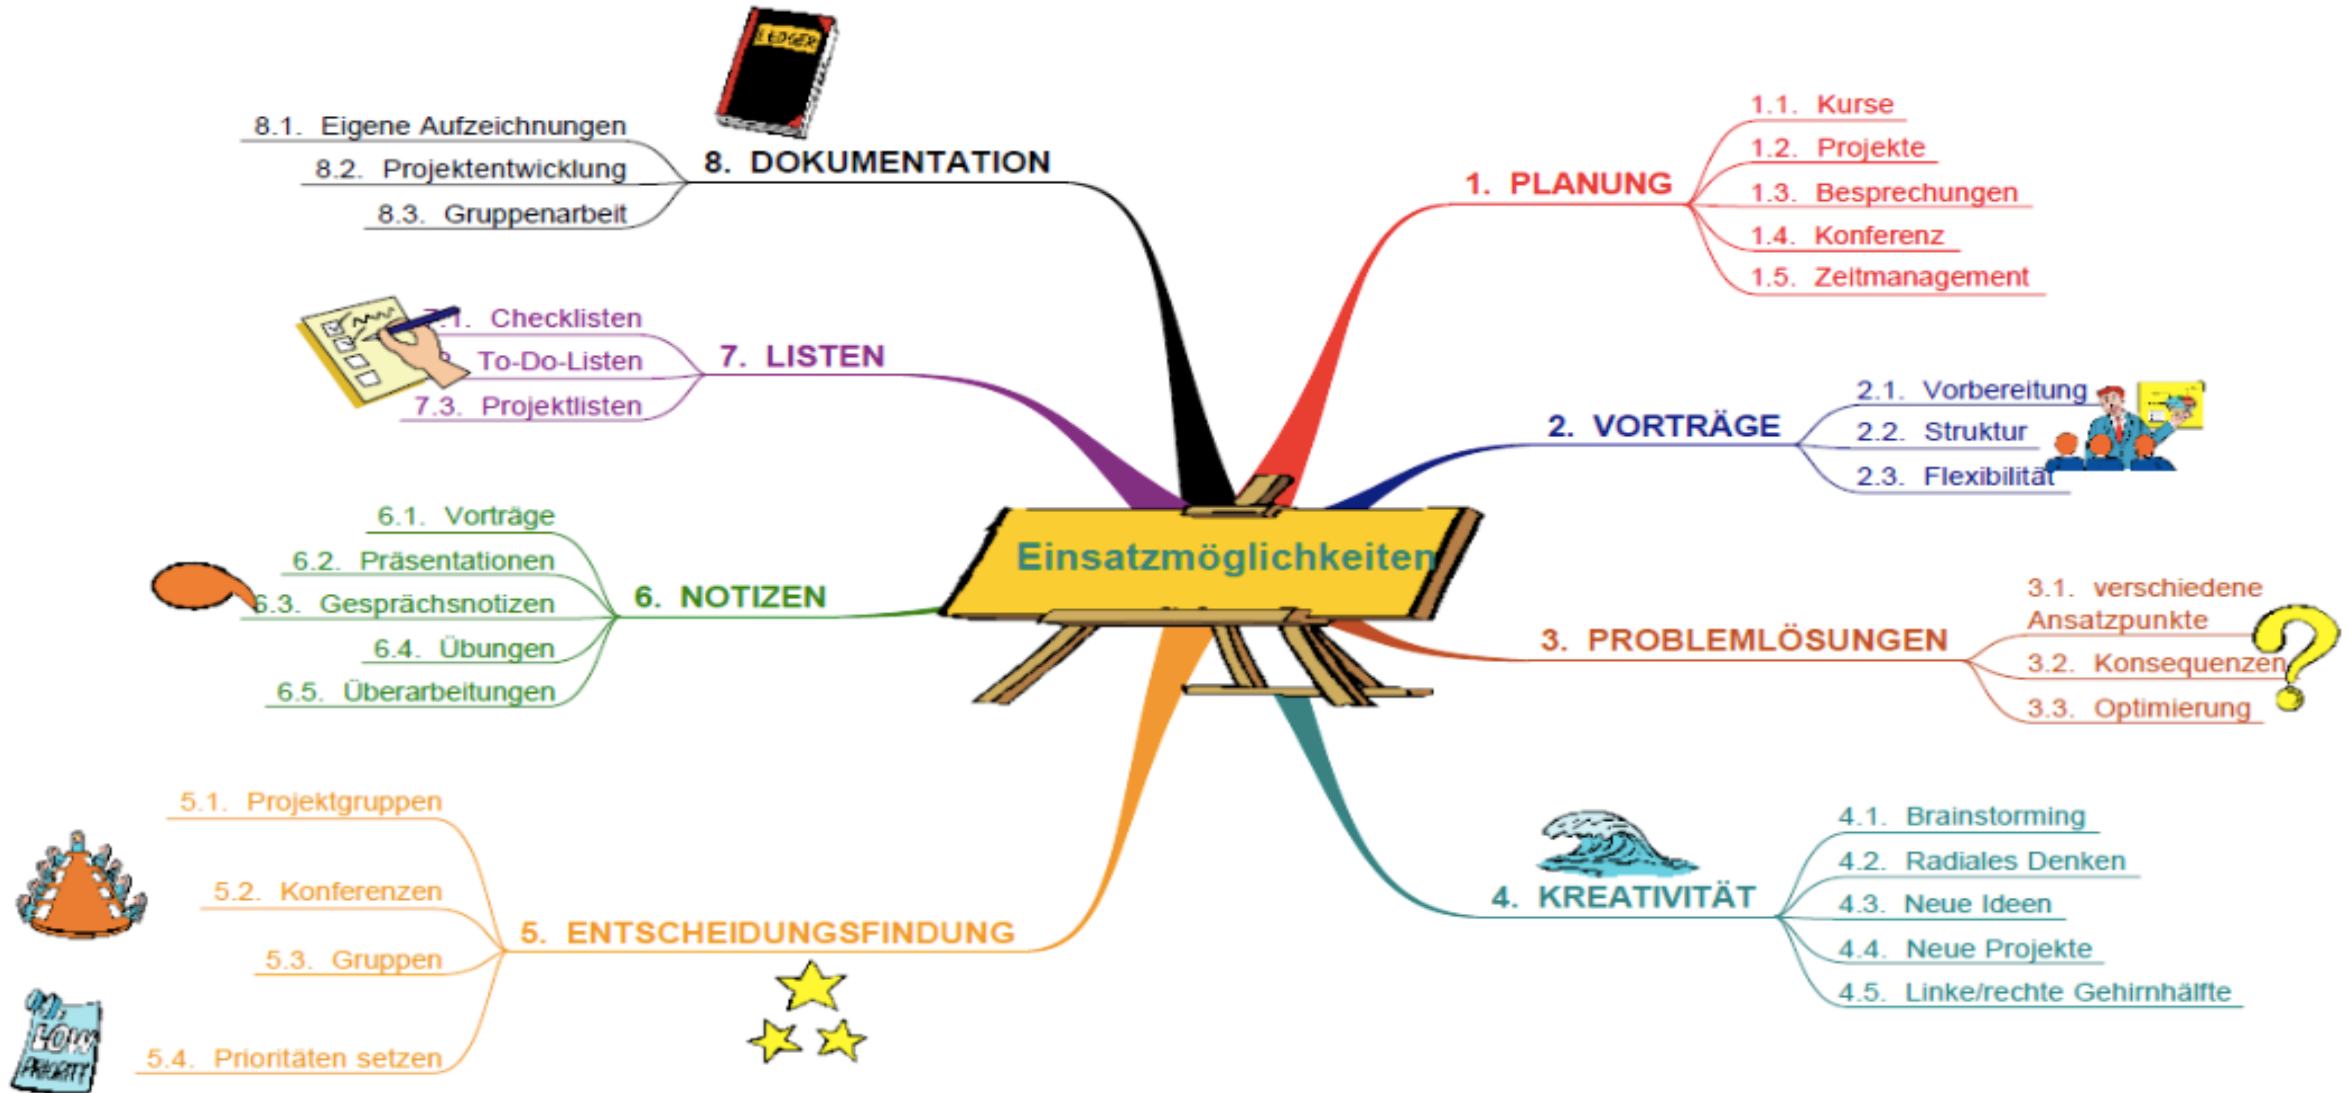 Einsatzmöglichkeiten
1. PLANUNG
1.1. Kurse
1.2. Projekte
1.3. Besprechungen
1.4. Konferenz
1.5. Zeitmanagement
2. VORTRÄGE
2.1. Vorbereitung
2.2. Struktur
2.3. Flexibilität
3. PROBLEMLÖSUNGEN
3.1. verschiedene
Ansatzpunkte
3.2. Konsequenzen
3.3. Optimierung
4. KREATIVITÄT
4.1. Brainstorming
4.2. Radiales Denken
4.3. Neue Ideen
4.4. Neue Projekte
4.5. Linke/rechte Gehirnhälfte
5. ENTSCHEIDUNGSFINDUNG
5.1. Projektgruppen
5.2. Konferenzen
5.3. Gruppen
5.4. Prioritäten setzen
LOW
PRIORITY
6. NOTIZEN
6.1. Vorträge
6.2. Präsentationen
6.3. Gesprächsnotizen
6.4. Übungen
6.5. Überarbeitungen
7. LISTEN
7.1. Checklisten
To-Do-Listen
7.3. Projektlisten
8. DOKUMENTATION
8.1. Eigene Aufzeichnungen
8.2. Projektentwicklung
8.3. Gruppenarbeit
LEDGER